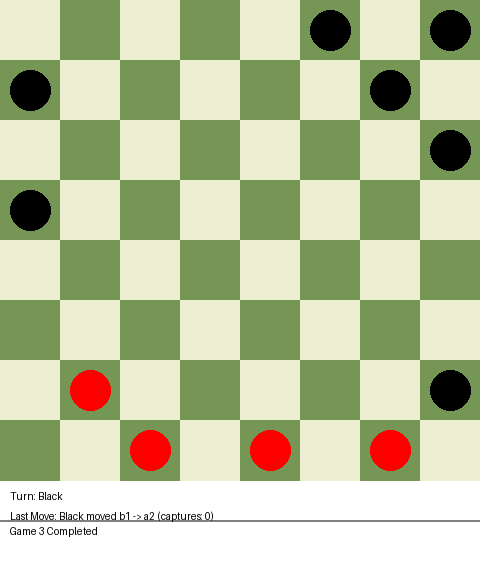 Turn: Black
Last Move: Black moved b1 -> a2 (captures: 0)
Game 3 Completed